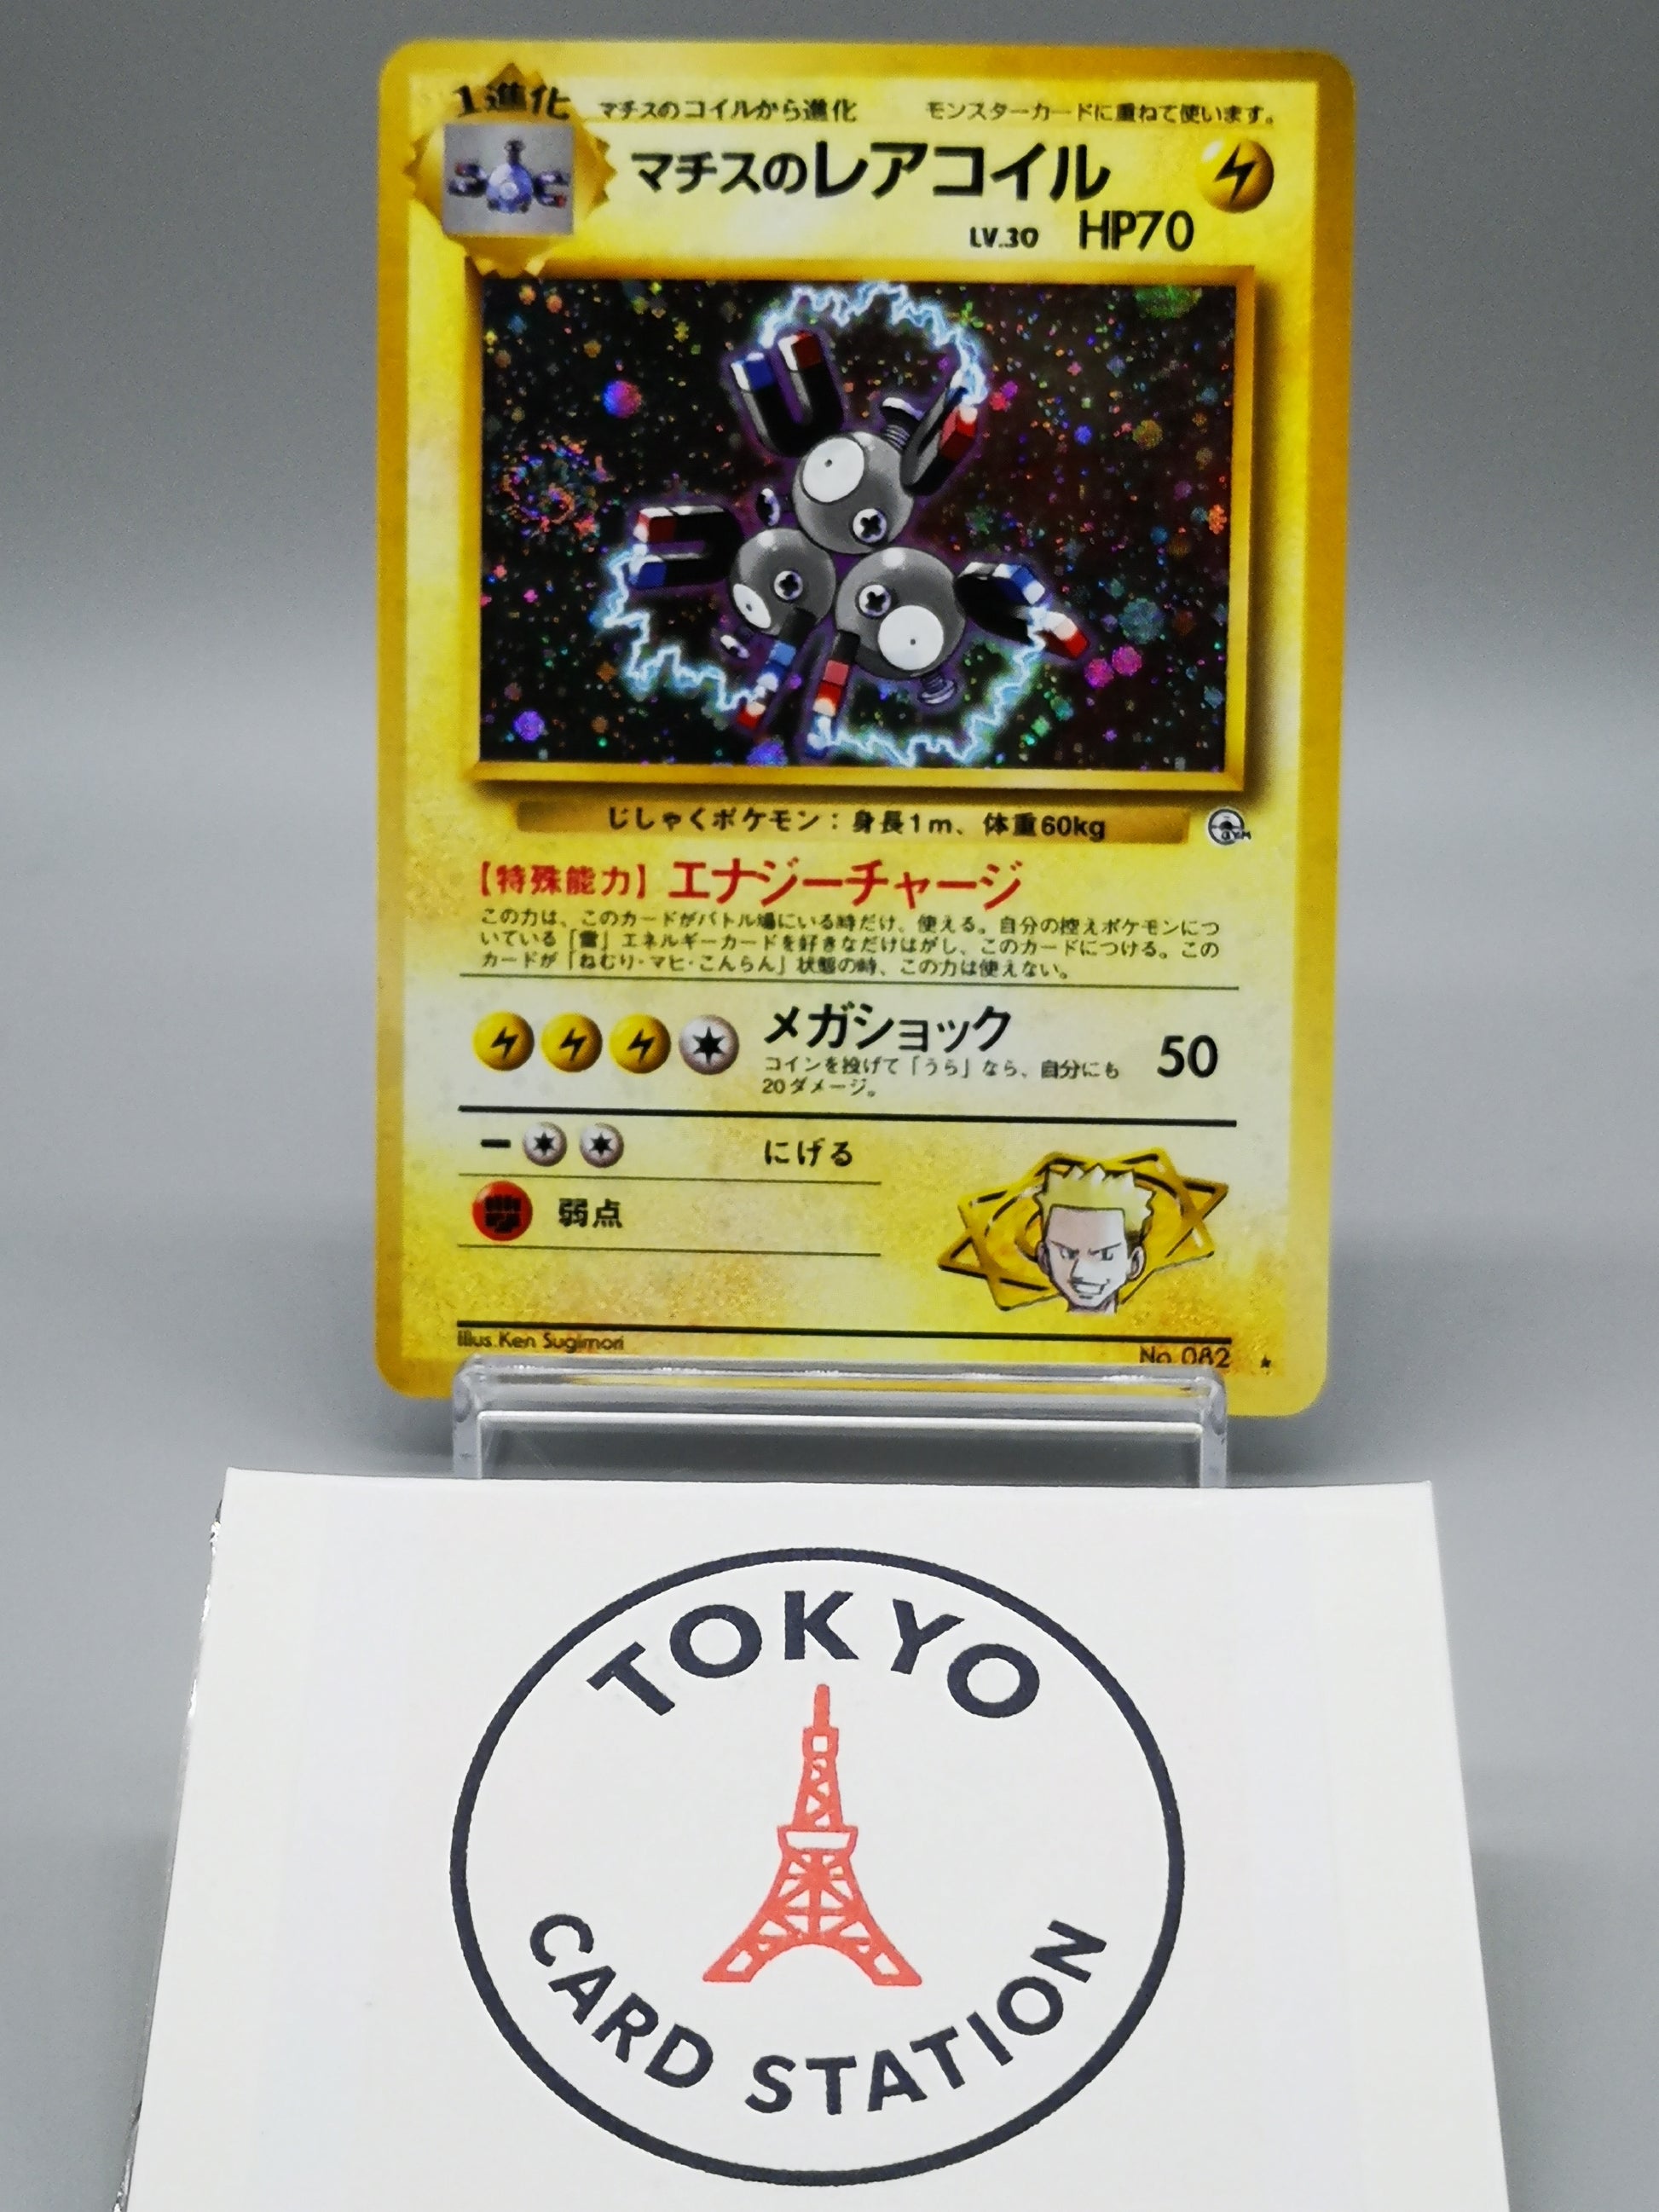 1進化
マチスのコイルから進化
モンスターカードに重ねて使います。
マチスのレアコイル
LV.30 HP70
じしゃくポケモン：身長1m、体重60kg
GYM
【特殊能力】エナジーチャージ
この力は、このカードがバトル場にいる時だけ、使える。自分の控えポケモンにつ
いている「雷」エネルギーカードを好きなだけはがし、このカードにつける。この
カードが「ねむり・マヒ・こんらん」状態の時、この力は使えない。
メガショック 50
コインを投げて「うら」なら、自分にも
20ダメージ。
にげる
弱点
Illus. Ken Sugimori
No. 082 ★
TOKYO
CARD STATION